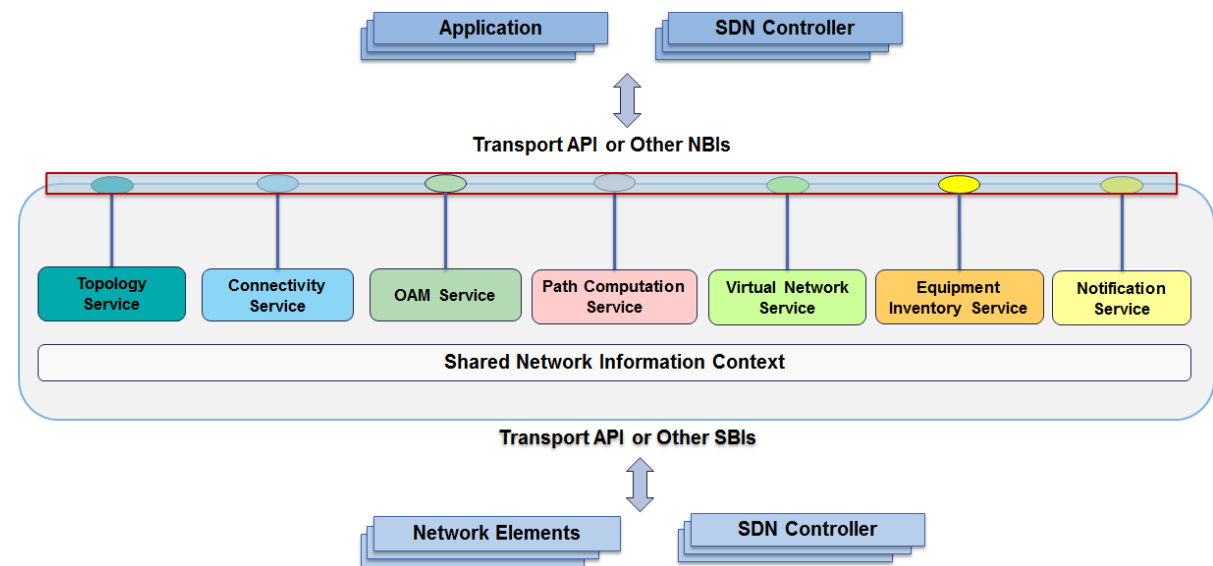 Application
SDN Controller
Transport API or Other NBIs
Topology
Service
Connectivity
Service
OAM Service
Path Computation
Service
Virtual Network
Service
Equipment
Inventory Service
Notification
Service
Shared Network Information Context
Transport API or Other SBIs
Network Elements
SDN Controller